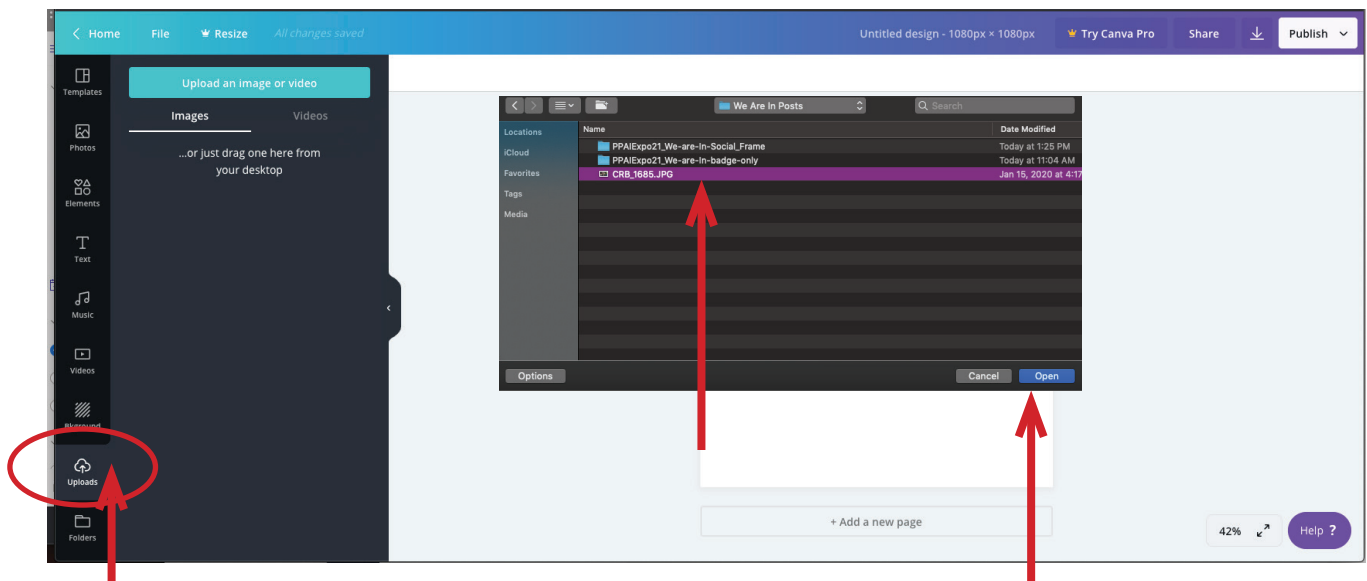 Home File Resize All changes saved Untitled design - 1080px × 1080px Try Canva Pro Share Publish
Templates
Photos
Elements
Text
Music
Videos
Bkground
Uploads
Folders
Upload an image or video
Images Videos
...or just drag one here from
your desktop
We Are In Posts Search
Locations
iCloud
Favorites
Tags
Media
Name Date Modified
PPAIExpo21_We-are-In-Social_Frame Today at 1:25 PM
PPAIExpo21_We-are-In-badge-only Today at 11:04 AM
CRB_1685.JPG Jan 15, 2020 at 4:17
Options Cancel Open
+ Add a new page
42% Help ?